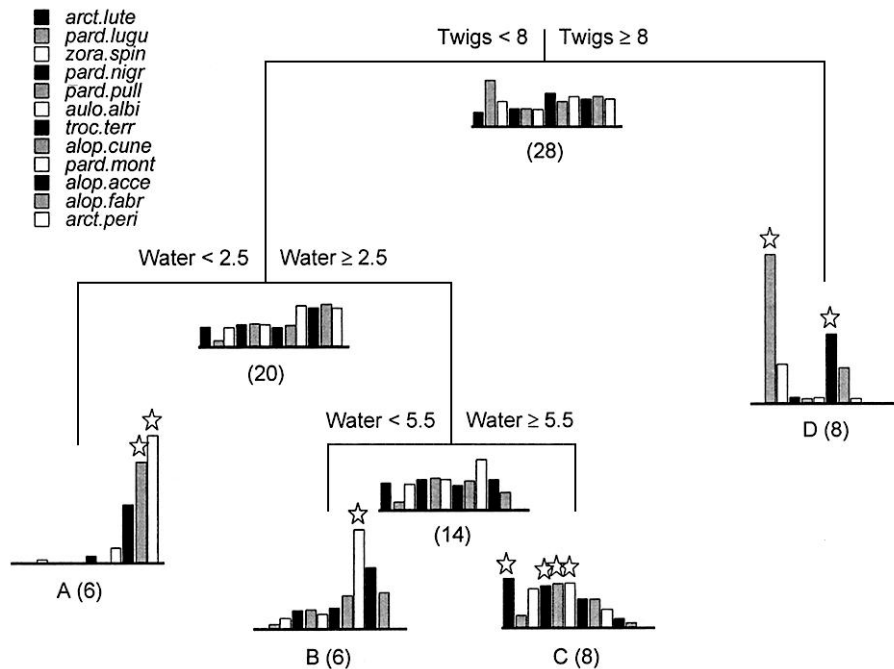 arct.lute
pard.lugu
zora.spin
pard.nigr
pard.pull
aulo.albi
troc.terr
alop.cune
pard.mont
alop.acce
alop.fabr
arct.peri
Twigs < 8 Twigs ≥ 8
(28)
Water < 2.5 Water ≥ 2.5
(20)
Water < 5.5 Water ≥ 5.5
(14)
D (8)
A (6)
B (6)
C (8)